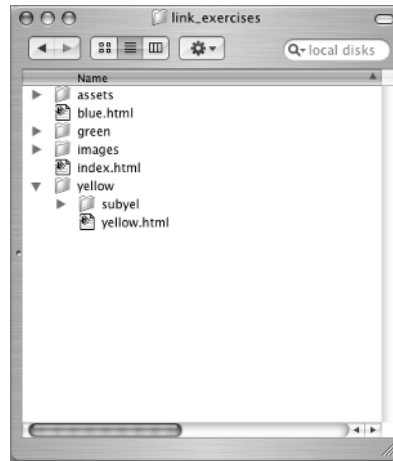 link_exercises
local disks
Name
assets
blue.html
green
images
index.html
yellow
subyel
yellow.html